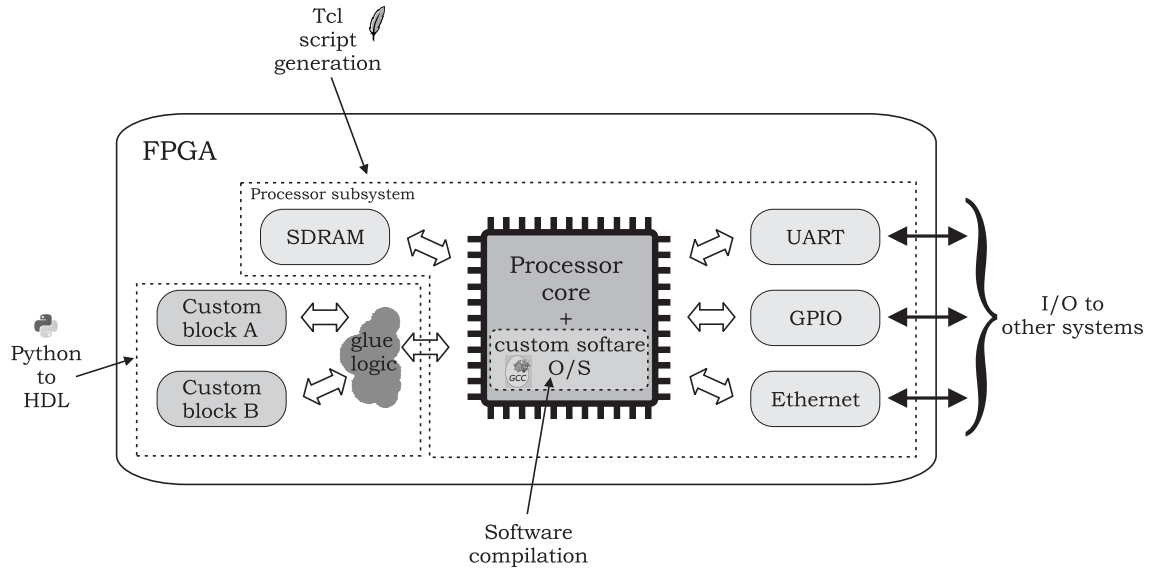 Tcl
script
generation
FPGA
Processor subsystem
SDRAM
Processor
core
+
custom softare
O/S
GCC
UART
GPIO
Ethernet
I/O to
other systems
Custom
block A
Custom
block B
glue
logic
Python
to
HDL
Software
compilation